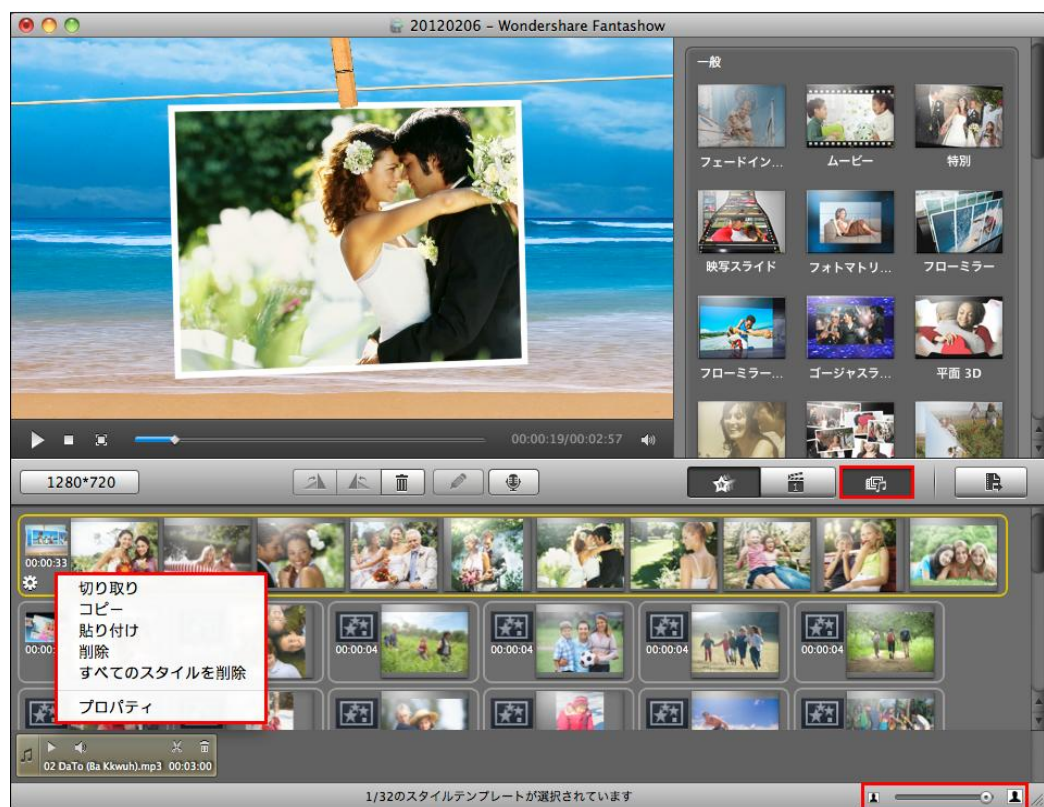 20120206 – Wondershare Fantashow
一般
フェードイン...
ムービー
特別
映写スライド
フォトマトリ...
フローミラー
フローミラー...
ゴージャスラ...
平面 3D
00:00:19/00:02:57
1280*720
00:00:33
切り取り
コピー
貼り付け
削除
すべてのスタイルを削除
プロパティ
00:00:04
00:00:04
00:00:04
00:00:04
02 DaTo (Ba Kkwuh).mp3 00:03:00
1/32のスタイルテンプレートが選択されています